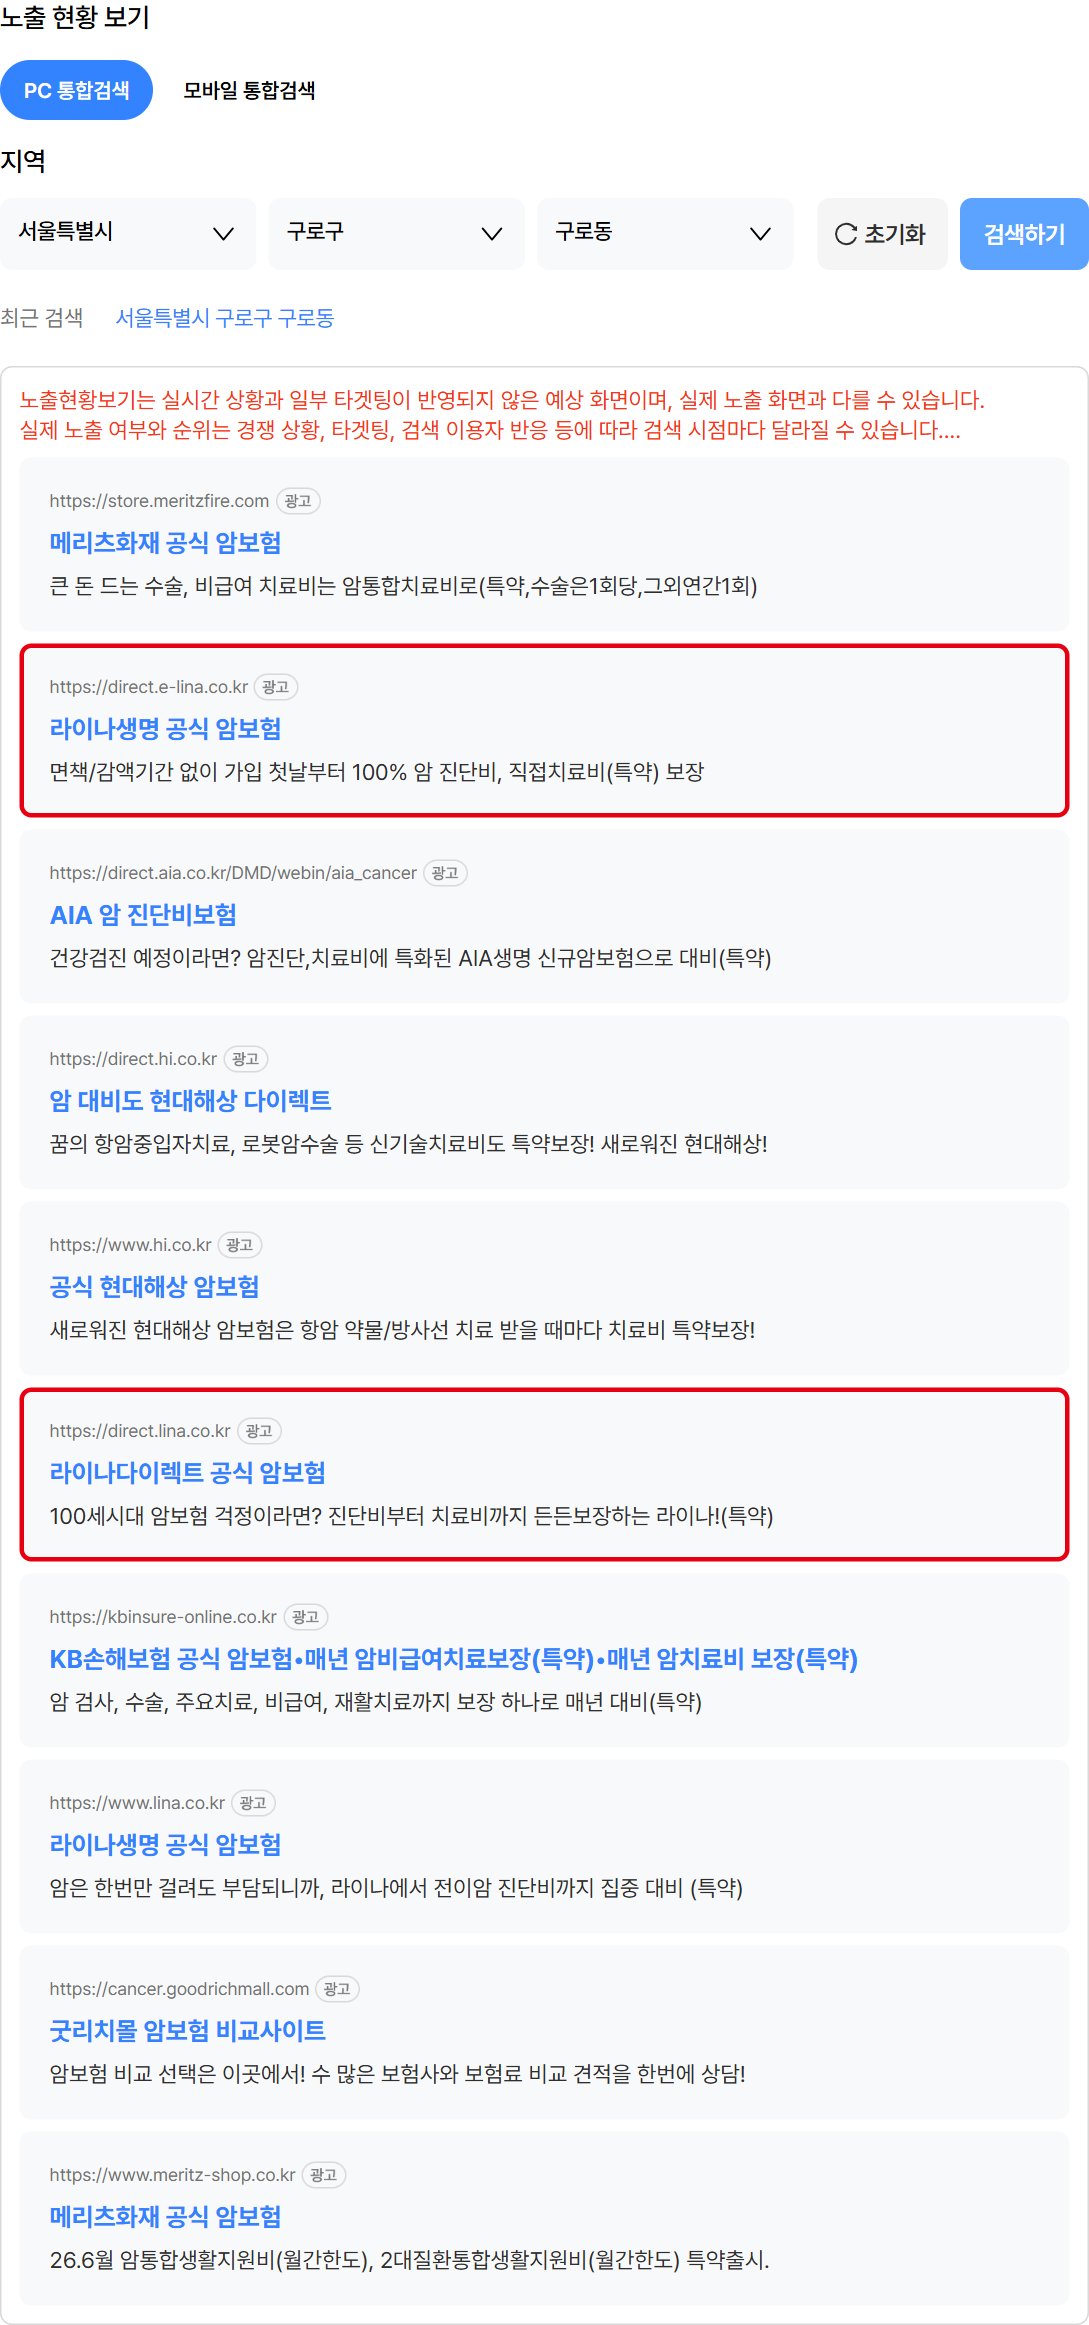 노출 현황 보기
PC 통합검색 모바일 통합검색
지역
서울특별시 구로구 구로동 초기화 검색하기
최근 검색 서울특별시 구로구 구로동
노출현황보기는 실시간 상황과 일부 타겟팅이 반영되지 않은 예상 화면이며, 실제 노출 화면과 다를 수 있습니다.
실제 노출 여부와 순위는 경쟁 상황, 타겟팅, 검색 이용자 반응 등에 따라 검색 시점마다 달라질 수 있습니다....
https://store.meritzfire.com 광고
메리츠화재 공식 암보험
큰 돈 드는 수술, 비급여 치료비는 암통합치료비로(특약,수술은1회당,그외연간1회)
https://direct.e-lina.co.kr 광고
라이나생명 공식 암보험
면책/감액기간 없이 가입 첫날부터 100% 암 진단비, 직접치료비(특약) 보장
https://direct.aia.co.kr/DMD/webin/aia_cancer 광고
AIA 암 진단비보험
건강검진 예정이라면? 암진단,치료비에 특화된 AIA생명 신규암보험으로 대비(특약)
https://direct.hi.co.kr 광고
암 대비도 현대해상 다이렉트
꿈의 항암중입자치료, 로봇암수술 등 신기술치료비도 특약보장! 새로워진 현대해상!
https://www.hi.co.kr 광고
공식 현대해상 암보험
새로워진 현대해상 암보험은 항암 약물/방사선 치료 받을 때마다 치료비 특약보장!
https://direct.lina.co.kr 광고
라이나다이렉트 공식 암보험
100세시대 암보험 걱정이라면? 진단비부터 치료비까지 든든보장하는 라이나!(특약)
https://kbinsure-online.co.kr 광고
KB손해보험 공식 암보험•매년 암비급여치료보장(특약)•매년 암치료비 보장(특약)
암 검사, 수술, 주요치료, 비급여, 재활치료까지 보장 하나로 매년 대비(특약)
https://www.lina.co.kr 광고
라이나생명 공식 암보험
암은 한번만 걸려도 부담되니까, 라이나에서 전이암 진단비까지 집중 대비 (특약)
https://cancer.goodrichmall.com 광고
굿리치몰 암보험 비교사이트
암보험 비교 선택은 이곳에서! 수 많은 보험사와 보험료 비교 견적을 한번에 상담!
https://www.meritz-shop.co.kr 광고
메리츠화재 공식 암보험
26.6월 암통합생활지원비(월간한도), 2대질환통합생활지원비(월간한도) 특약출시.